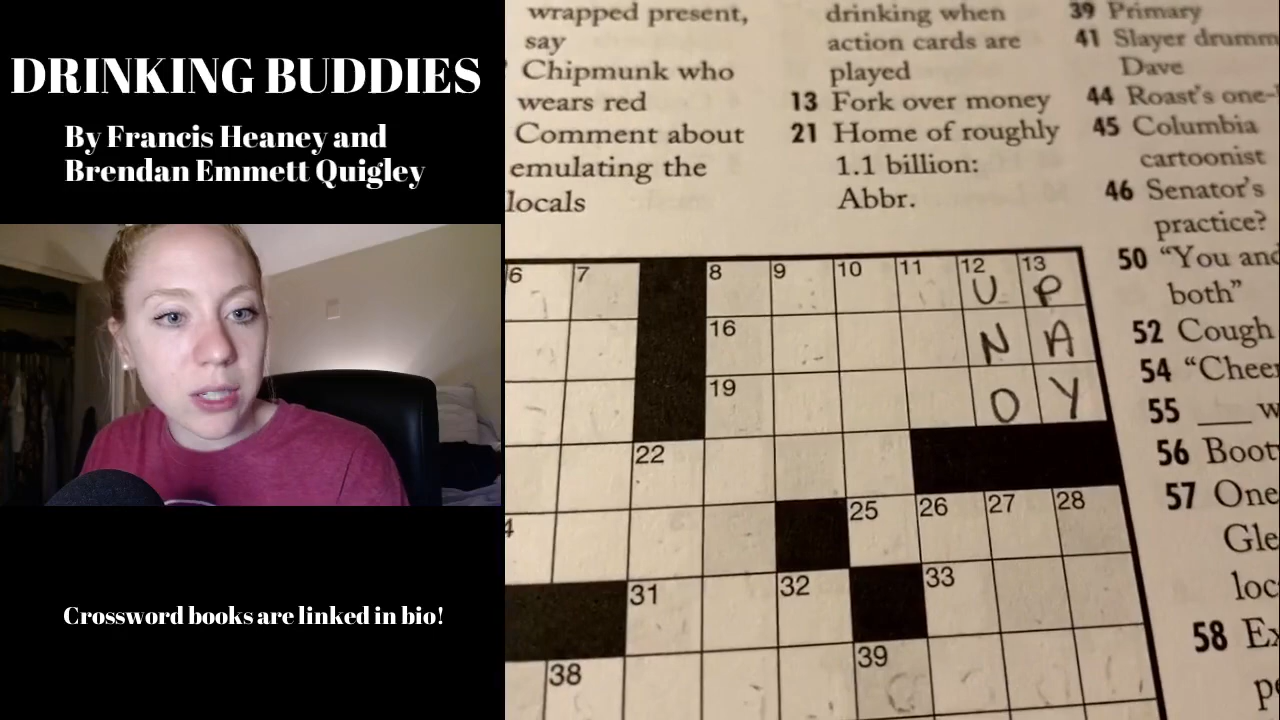 DRINKING BUDDIES
By Francis Heaney and
Brendan Emmett Quigley
Crossword books are linked in bio!
wrapped present,
say
Chipmunk who
wears red
Comment about
emulating the
locals
drinking when
action cards are
played
13 Fork over money
21 Home of roughly
1.1 billion:
Abbr.
39 Primary
41 Slayer drumm
Dave
44 Roast's one-
45 Columbia
cartoonist
46 Senator's
practice?
50 "You and
both"
52 Cough
54 "Cheer
55 ___ w
56 Boot
57 One
Gle
loc
58 Ex
pe
6 7 8 9 10 11 12 13
U P
16
N A
19
O Y
22
4 25 26 27 28
31 32 33
38 39